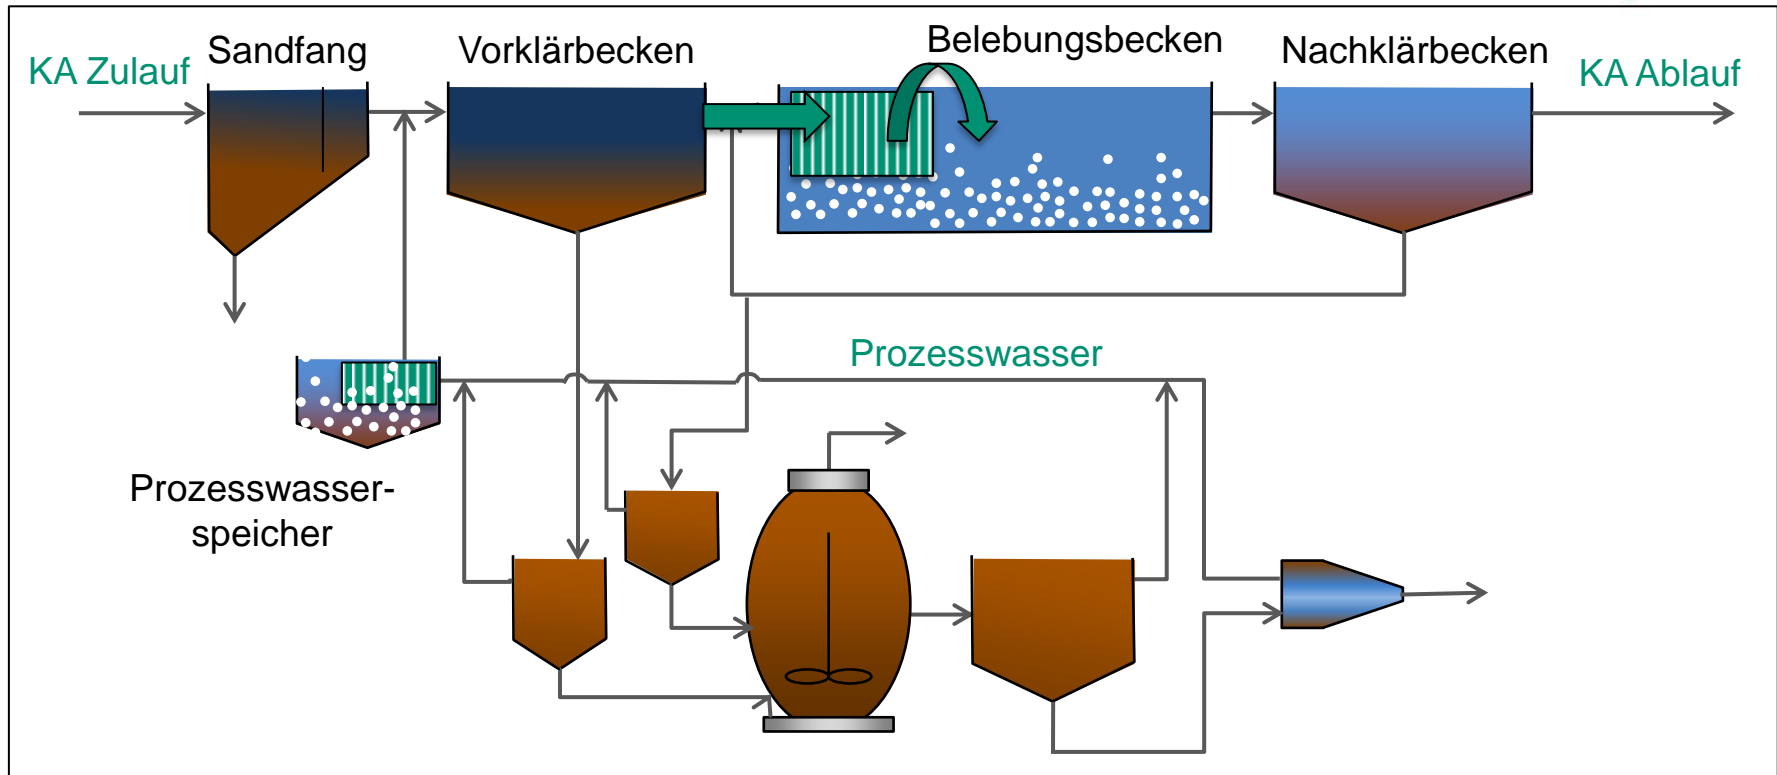 Sandfang
Vorklärbecken
Belebungsbecken
Nachklärbecken
KA Zulauf
KA Ablauf
Prozesswasser
Prozesswasser-
speicher